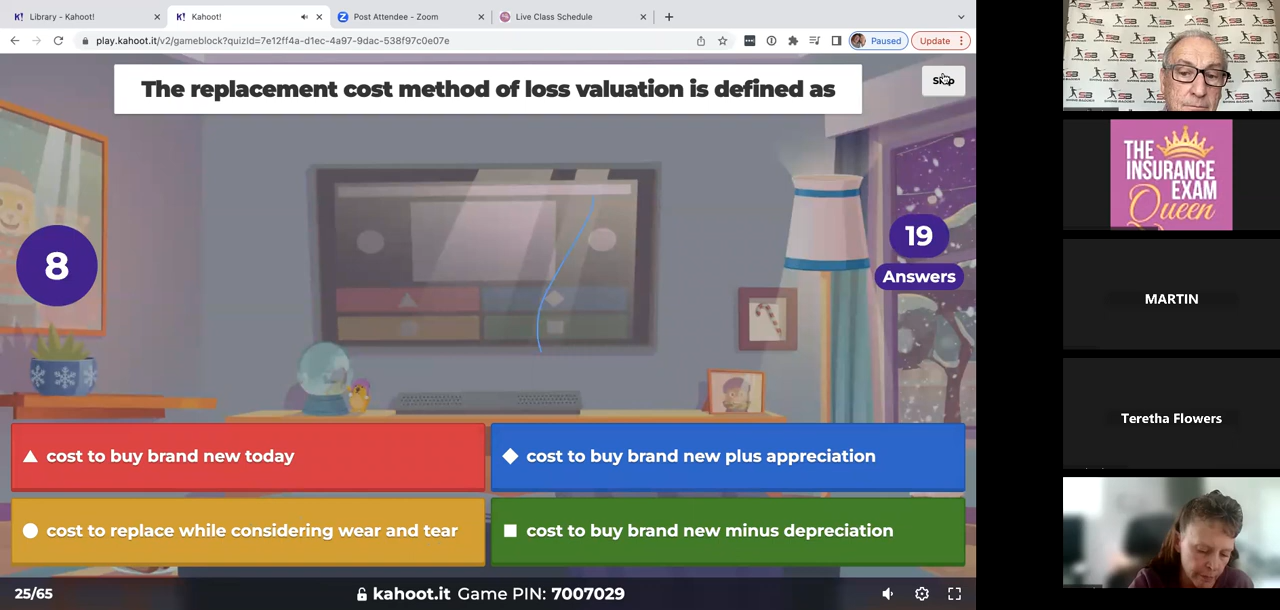 Library - Kahoot!
Kahoot!
Post Attendee - Zoom
Live Class Schedule
play.kahoot.it/v2/gameblock?quizId=7e12ff4a-d1ec-4a97-9dac-538f97c0e07e
Paused
Update
The replacement cost method of loss valuation is defined as
8
19
Answers
cost to buy brand new today
cost to buy brand new plus appreciation
cost to replace while considering wear and tear
cost to buy brand new minus depreciation
25/65
kahoot.it Game PIN: 7007029
THE
INSURANCE
EXAM
Queen
MARTIN
Teretha Flowers